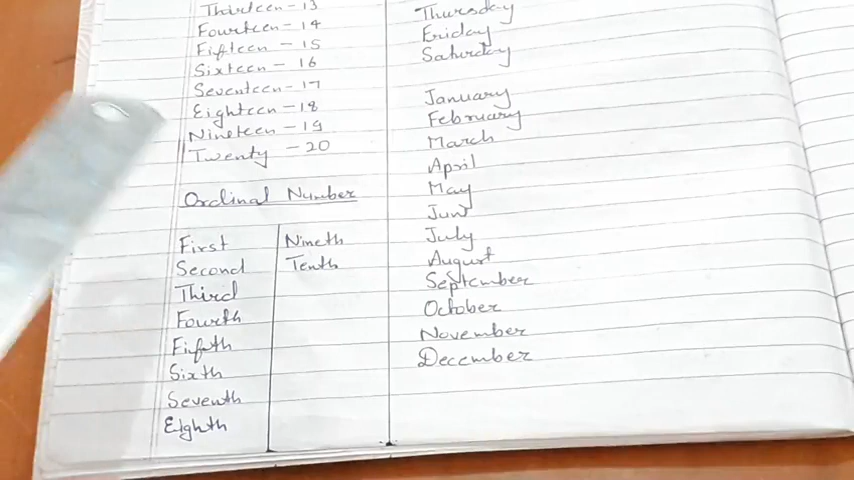 Thirteen - 13
Fourteen - 14
Fifteen - 15
Sixteen - 16
Seventeen - 17
Eighteen - 18
Nineteen - 19
Twenty - 20
Ordinal Number
First
Second
Third
Fourth
Fifth
Sixth
Seventh
Eighth
Nineth
Tenth
Thursday
Friday
Saturday
January
February
March
April
May
June
July
August
September
October
November
December